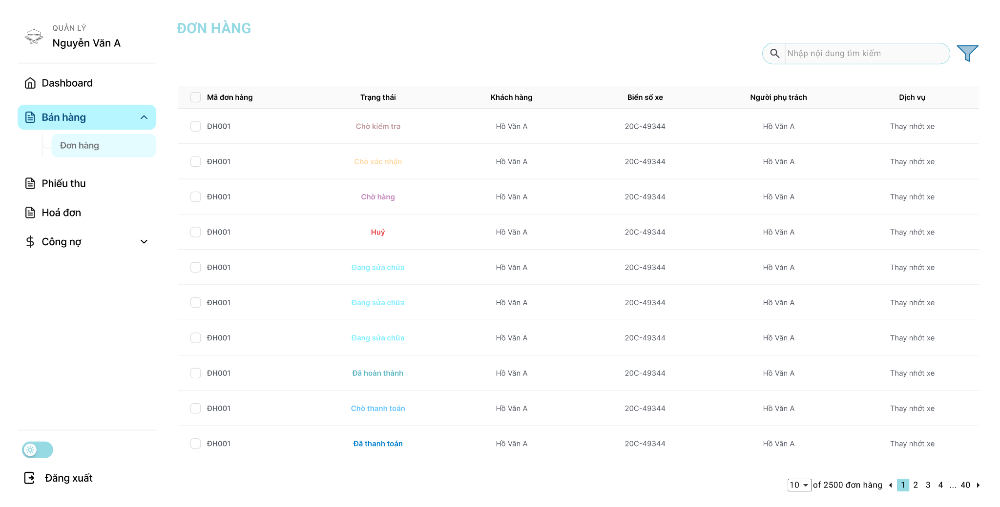 QUẢN LÝ
Nguyễn Văn A
Dashboard
Bán hàng
Đơn hàng
Phiếu thu
Hoá đơn
Công nợ
Đăng xuất
ĐƠN HÀNG
Nhập nội dung tìm kiếm
Mã đơn hàng Trạng thái Khách hàng Biển số xe Người phụ trách Dịch vụ
ĐH001 Chờ kiểm tra Hồ Văn A 20C-49344 Hồ Văn A Thay nhớt xe
ĐH001 Chờ xác nhận Hồ Văn A 20C-49344 Hồ Văn A Thay nhớt xe
ĐH001 Chờ hàng Hồ Văn A 20C-49344 Hồ Văn A Thay nhớt xe
ĐH001 Huỷ Hồ Văn A 20C-49344 Hồ Văn A Thay nhớt xe
ĐH001 Đang sửa chữa Hồ Văn A 20C-49344 Hồ Văn A Thay nhớt xe
ĐH001 Đang sửa chữa Hồ Văn A 20C-49344 Hồ Văn A Thay nhớt xe
ĐH001 Đang sửa chữa Hồ Văn A 20C-49344 Hồ Văn A Thay nhớt xe
ĐH001 Đã hoàn thành Hồ Văn A 20C-49344 Hồ Văn A Thay nhớt xe
ĐH001 Chờ thanh toán Hồ Văn A 20C-49344 Hồ Văn A Thay nhớt xe
ĐH001 Đã thanh toán Hồ Văn A 20C-49344 Hồ Văn A Thay nhớt xe
10 of 2500 đơn hàng 1 2 3 4 ... 40